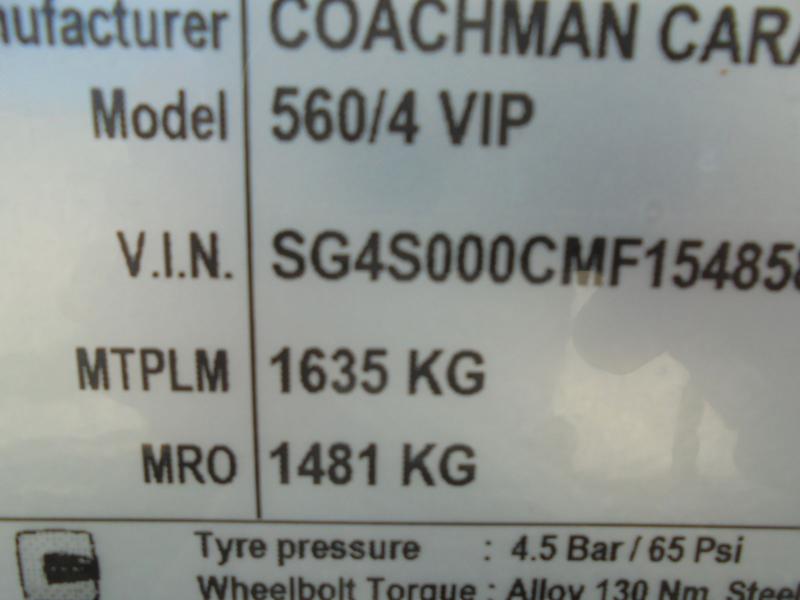 nufacturer COACHMAN CARA
Model 560/4 VIP
V.I.N. SG4S000CMF154858
MTPLM 1635 KG
MRO 1481 KG
Tyre pressure : 4.5 Bar / 65 Psi
Wheelbolt Torque : Alloy 130 Nm, Steel